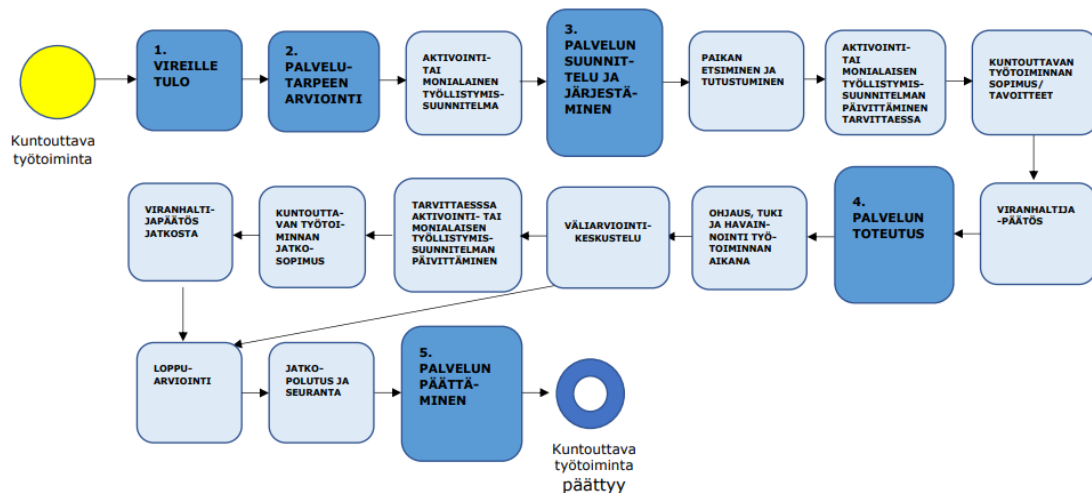 Kuntouttava
työtoiminta
1.
VIREILLE
TULO
2.
PALVELU-
TARPEEN
ARVIOINTI
AKTIVOINTI-
TAI
MONIALAINEN
TYÖLLISTYMIS-
SUUNNITELMA
3.
PALVELUN
SUUNNIT-
TELU JA
JÄRJESTÄ-
MINEN
PAIKAN
ETSIMINEN JA
TUTUSTUMINEN
AKTIVOINTI-
TAI
MONIALAISEN
TYÖLLISTYMIS-
SUUNNITELMAN
PÄIVITTÄMINEN
TARVITTAESSA
KUNTOUTTAVAN
TYÖTOIMINNAN
SOPIMUS/
TAVOITTEET
VIRANHALTIJA
-PÄÄTÖS
4.
PALVELUN
TOTEUTUS
OHJAUS, TUKI
JA HAVAIN-
NOINTI TYÖ-
TOIMINNAN
AIKANA
VÄLIARVIOINTI-
KESKUSTELU
TARVITTAESSSA
AKTIVOINTI- TAI
MONIALAISEN
TYÖLLISTYMIS-
SUUNNITELMAN
PÄIVITTÄMINEN
KUNTOUTTA-
VAN TYÖTOI-
MINNAN
JATKO-
SOPIMUS
VIRANHALTI-
JAPÄÄTÖS
JATKOSTA
LOPPU-
ARVIOINTI
JATKO-
POLUTUS JA
SEURANTA
5.
PALVELUN
PÄÄTTÄ-
MINEN
Kuntouttava
työtoiminta
päättyy